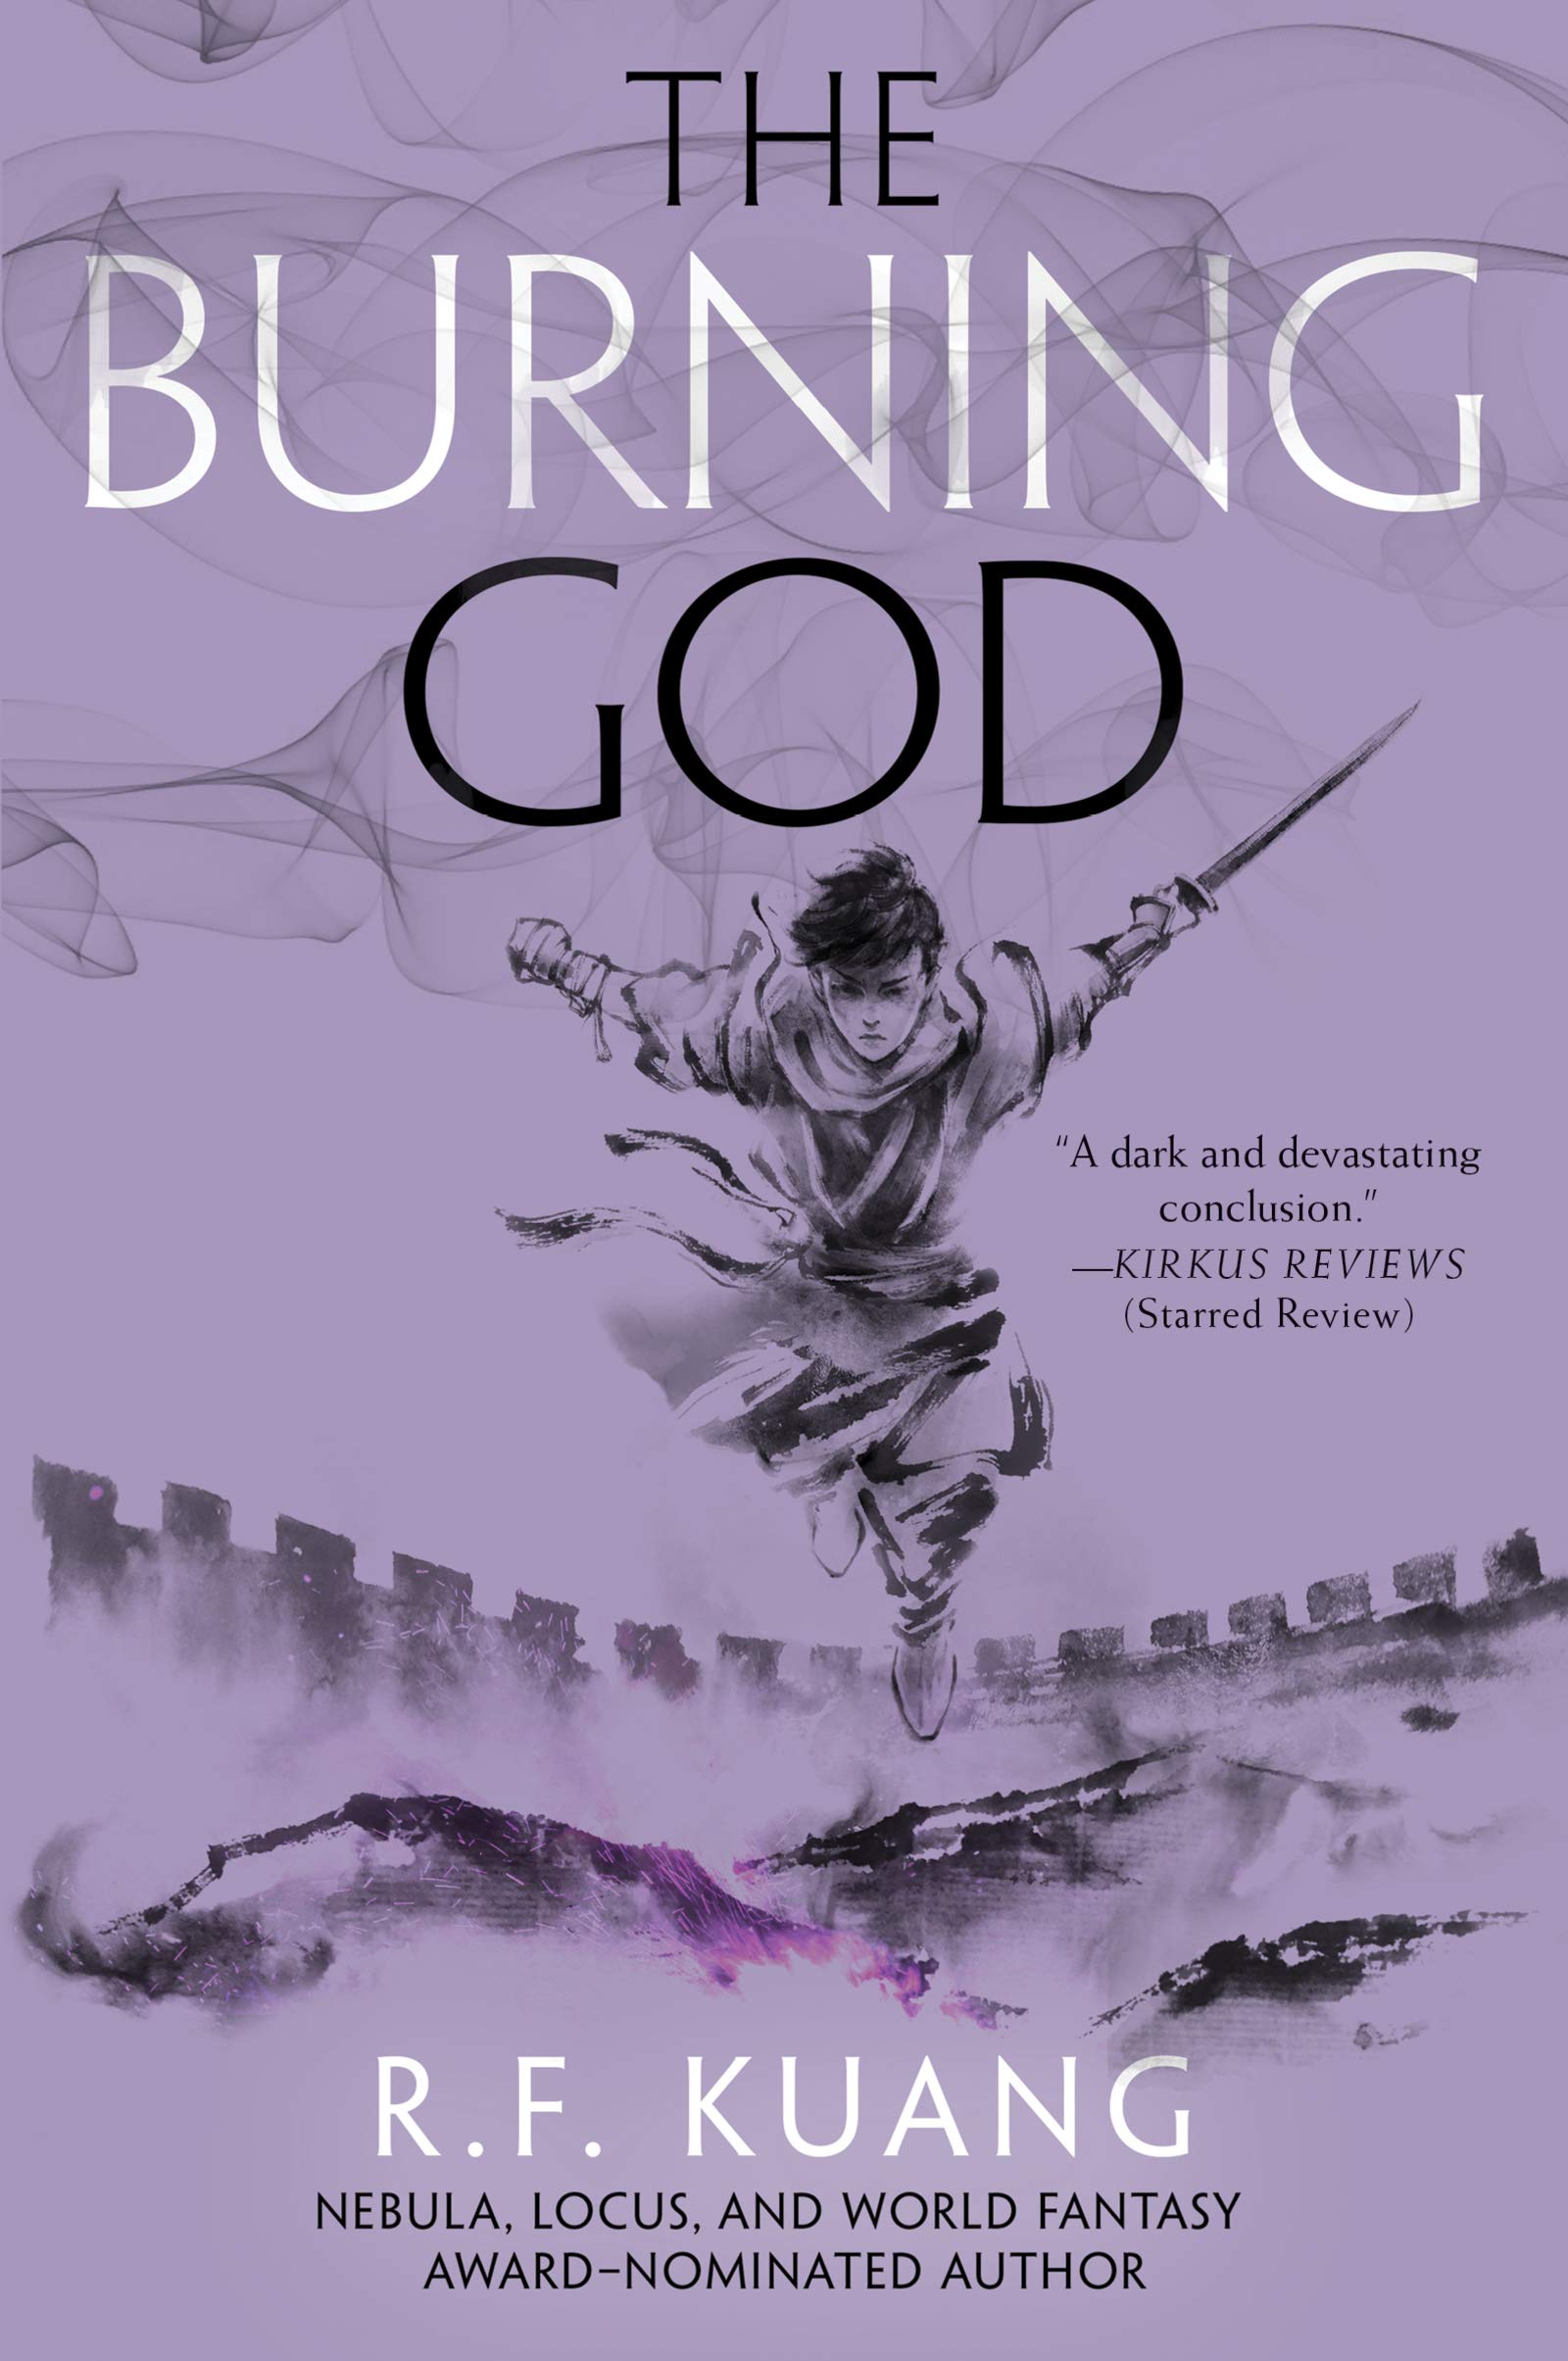 THE
BURNING
GOD
“A dark and devastating
conclusion.”
—KIRKUS REVIEWS
(Starred Review)
R.F. KUANG
NEBULA, LOCUS, AND WORLD FANTASY
AWARD–NOMINATED AUTHOR